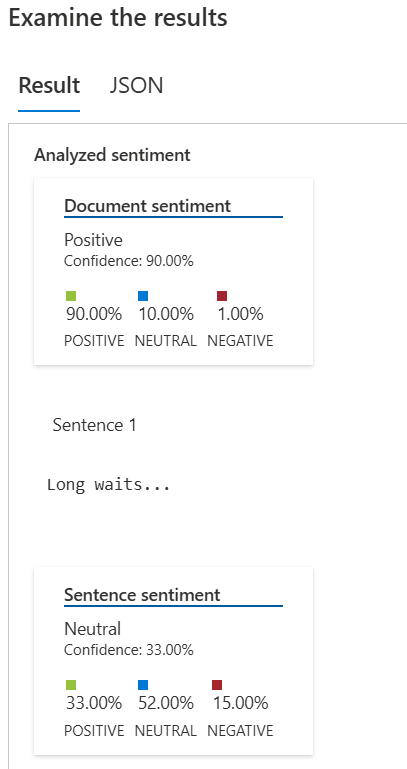 Examine the results
Result JSON
Analyzed sentiment
Document sentiment
Positive
Confidence: 90.00%
90.00% 10.00% 1.00%
POSITIVE NEUTRAL NEGATIVE
Sentence 1
Long waits...
Sentence sentiment
Neutral
Confidence: 33.00%
33.00% 52.00% 15.00%
POSITIVE NEUTRAL NEGATIVE